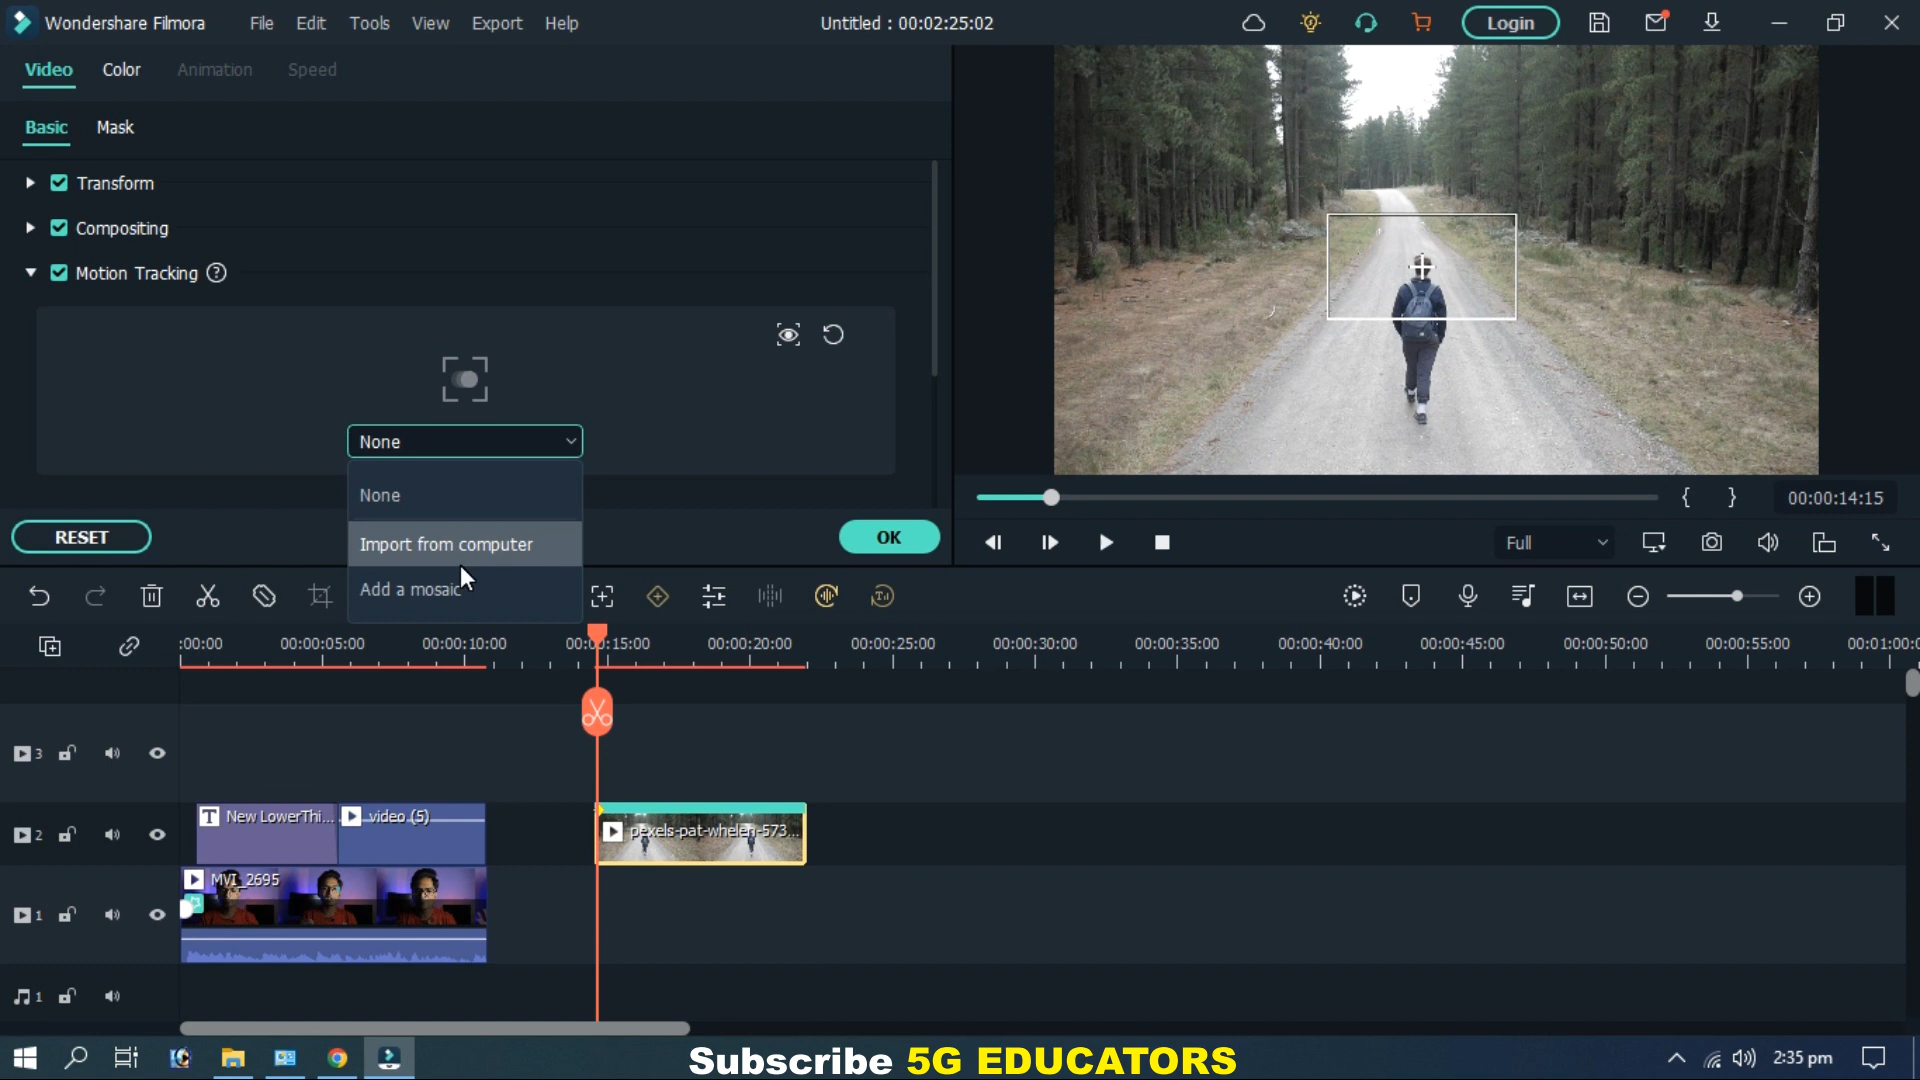 Wondershare Filmora File Edit Tools View Export Help Untitled : 00:02:25:02 Login
Video Color Animation Speed
Basic Mask
Transform
Compositing
Motion Tracking ?
None
None
Import from computer
Add a mosaic
RESET OK
{ } 00:00:14:15
Full
:00:00 00:00:05:00 00:00:10:00 00:00:15:00 00:00:20:00 00:00:25:00 00:00:30:00 00:00:35:00 00:00:40:00 00:00:45:00 00:00:50:00 00:00:55:00 00:01:00:0
3
2 T New LowerThi... video (5) pexels-pat-whelen-573...
MVI_2695
1
1
Subscribe 5G EDUCATORS 2:35 pm